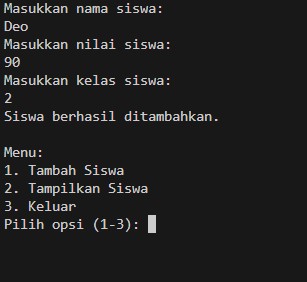 Masukkan nama siswa:
Deo
Masukkan nilai siswa:
90
Masukkan kelas siswa:
2
Siswa berhasil ditambahkan.

Menu:
1. Tambah Siswa
2. Tampilkan Siswa
3. Keluar
Pilih opsi (1-3):